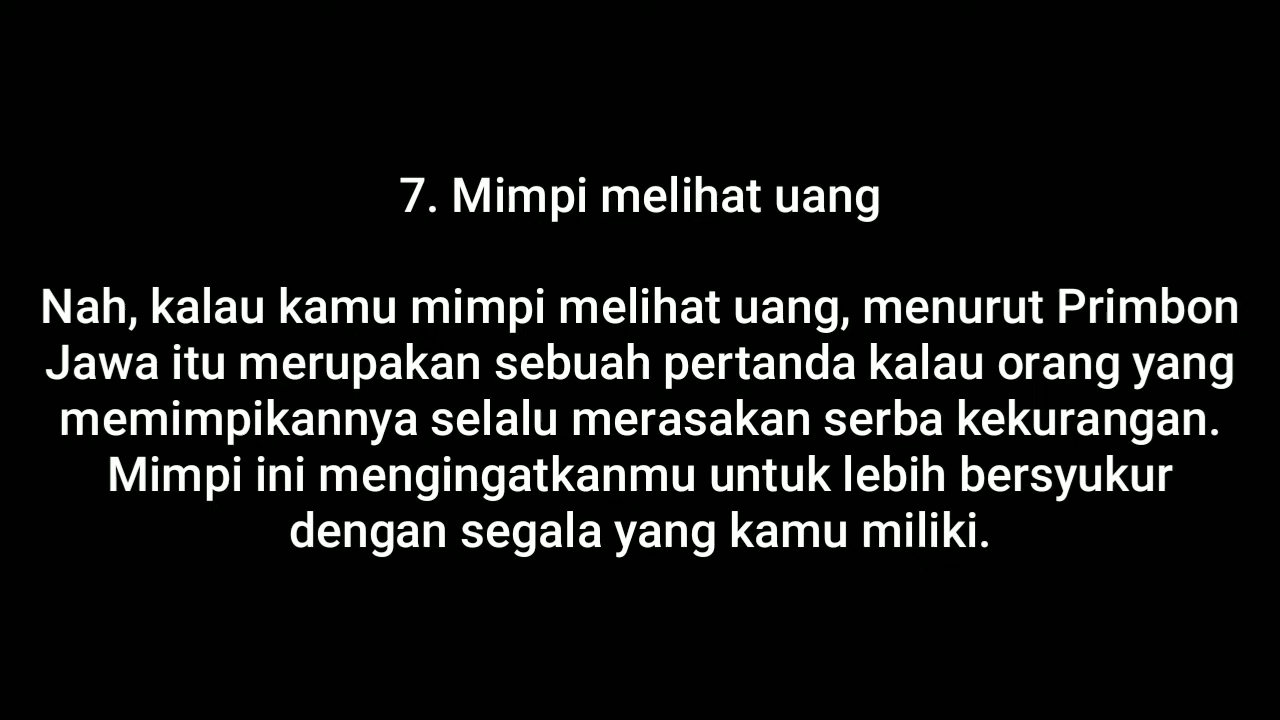 7. Mimpi melihat uang
Nah, kalau kamu mimpi melihat uang, menurut Primbon
Jawa itu merupakan sebuah pertanda kalau orang yang
memimpikannya selalu merasakan serba kekurangan.
Mimpi ini mengingatkanmu untuk lebih bersyukur
dengan segala yang kamu miliki.